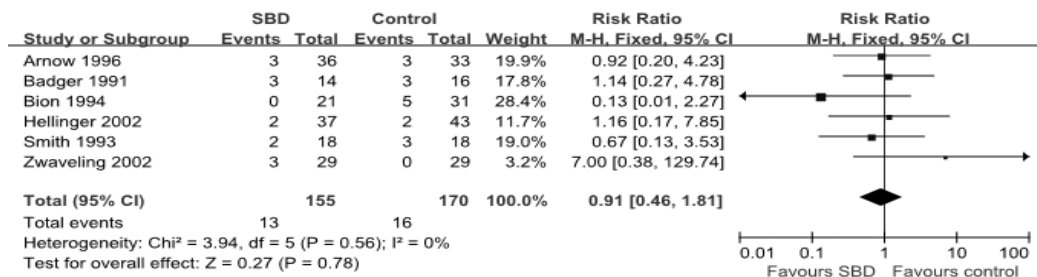 SBD Control Risk Ratio Risk Ratio
Study or Subgroup Events Total Events Total Weight M-H, Fixed, 95% CI M-H, Fixed, 95% CI
Arnow 1996 3 36 3 33 19.9% 0.92 [0.20, 4.23]
Badger 1991 3 14 3 16 17.8% 1.14 [0.27, 4.78]
Bion 1994 0 21 5 31 28.4% 0.13 [0.01, 2.27]
Hellinger 2002 2 37 2 43 11.7% 1.16 [0.17, 7.85]
Smith 1993 2 18 3 18 19.0% 0.67 [0.13, 3.53]
Zwaveling 2002 3 29 0 29 3.2% 7.00 [0.38, 129.74]
Total (95% CI) 155 170 100.0% 0.91 [0.46, 1.81]
Total events 13 16
Heterogeneity: Chi² = 3.94, df = 5 (P = 0.56); I² = 0%
Test for overall effect: Z = 0.27 (P = 0.78)
0.01 0.1 1 10 100
Favours SBD Favours control